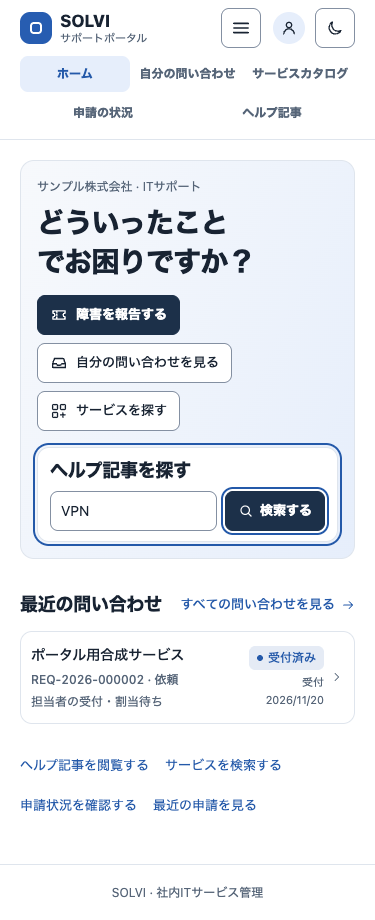 SOLVI
サポートポータル
ホーム
自分の問い合わせ
サービスカタログ
申請の状況
ヘルプ記事
サンプル株式会社 · ITサポート
どういったこと
でお困りですか？
障害を報告する
自分の問い合わせを見る
サービスを探す
ヘルプ記事を探す
VPN
検索する
最近の問い合わせ
すべての問い合わせを見る →
ポータル用合成サービス
受付済み
REQ-2026-000002 · 依頼
受付
担当者の受付・割当待ち
2026/11/20
ヘルプ記事を閲覧する
サービスを検索する
申請状況を確認する
最近の申請を見る
SOLVI · 社内ITサービス管理